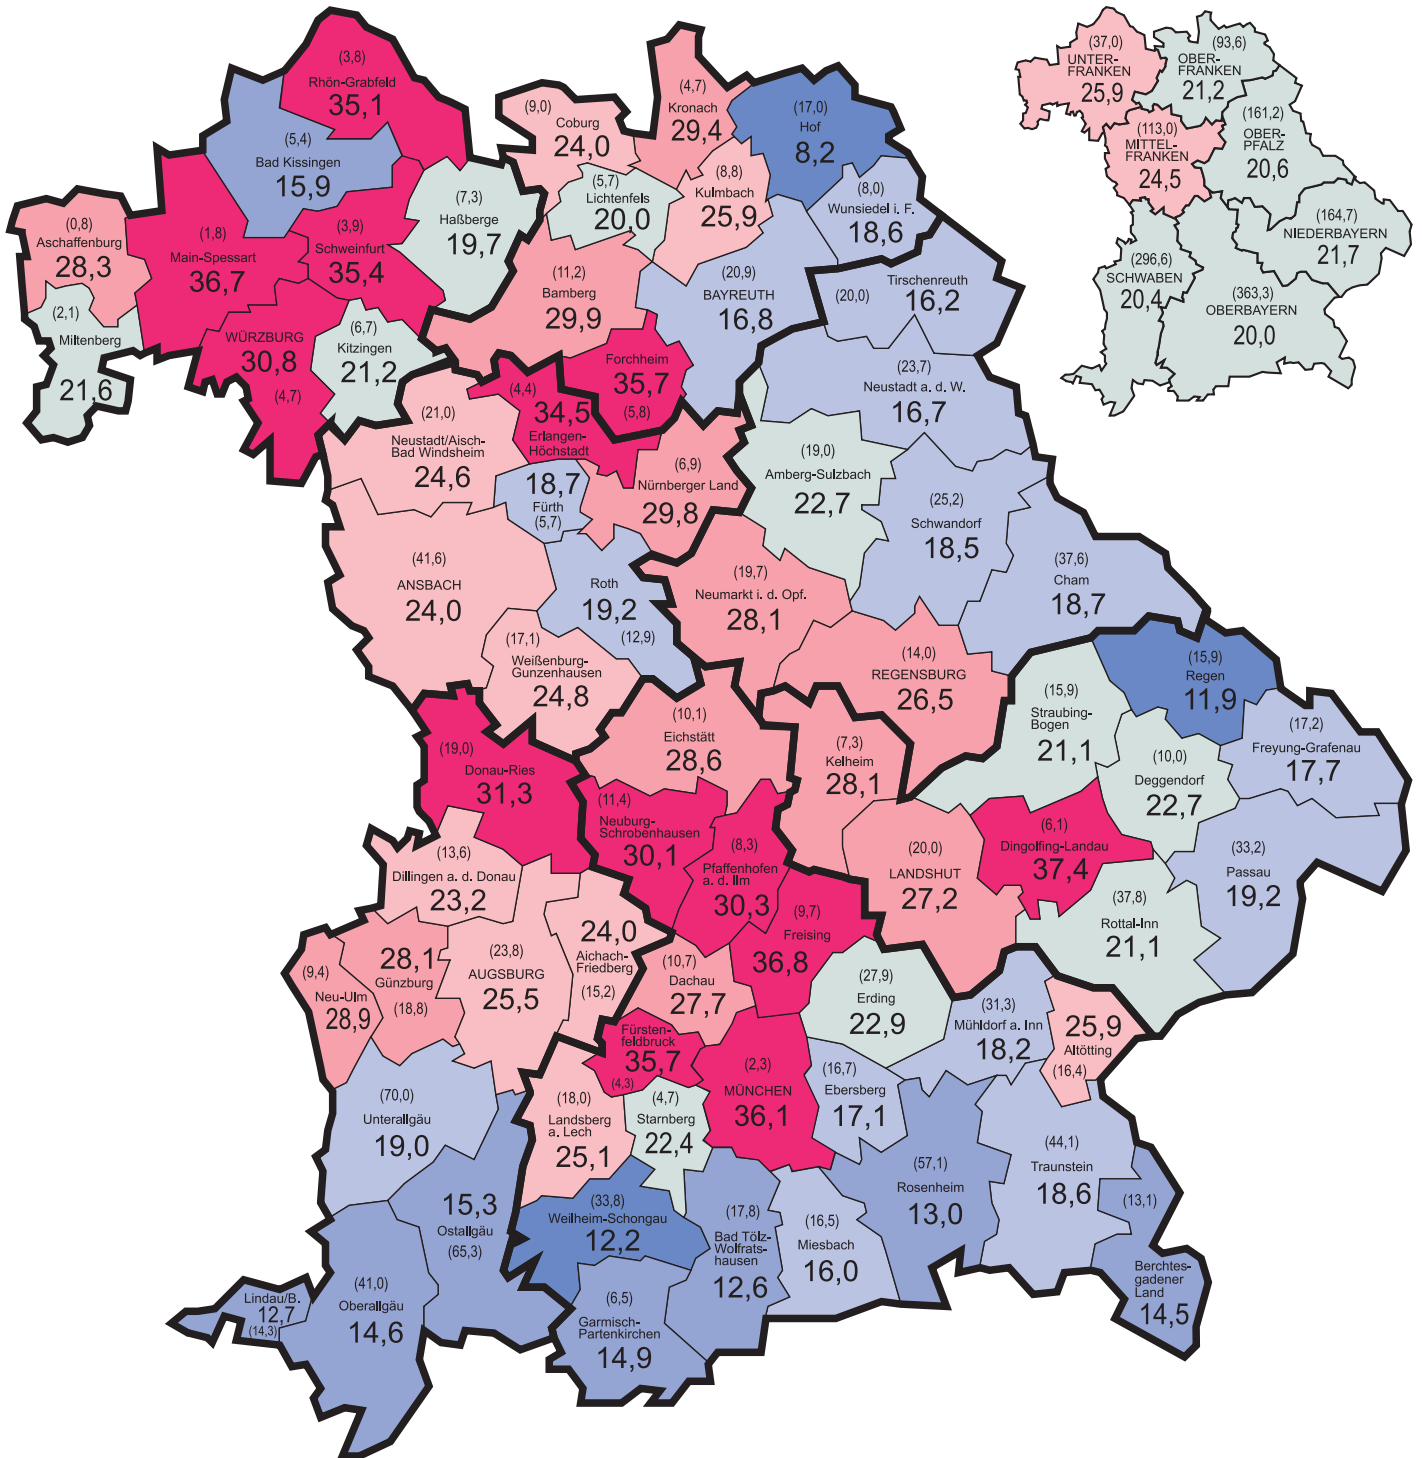 (3,8)
Rhön-Grabfeld
35,1
(5,4)
Bad Kissingen
15,9
(7,3)
Haßberge
19,7
(0,8)
Aschaffenburg
28,3
(1,8)
Main-Spessart
36,7
(3,9)
Schweinfurt
35,4
(2,1)
Miltenberg
21,6
WÜRZBURG
30,8
(4,7)
(6,7)
Kitzingen
21,2
(9,0)
Coburg
24,0
(4,7)
Kronach
29,4
(17,0)
Hof
8,2
(5,7)
Lichtenfels
20,0
(8,8)
Kulmbach
25,9
(8,0)
Wunsiedel i. F.
18,6
(11,2)
Bamberg
29,9
(20,9)
BAYREUTH
16,8
Forchheim
35,7
(5,8)
Tirschenreuth
(20,0)
16,2
(23,7)
Neustadt a. d. W.
16,7
(19,0)
Amberg-Sulzbach
22,7
(25,2)
Schwandorf
18,5
(37,6)
Cham
18,7
(19,7)
Neumarkt i. d. Opf.
28,1
(14,0)
REGENSBURG
26,5
(4,4)
34,5
Erlangen-
Höchstadt
(21,0)
Neustadt/Aisch-
Bad Windsheim
24,6
18,7
Fürth
(5,7)
(6,9)
Nürnberger Land
29,8
(41,6)
ANSBACH
24,0
Roth
19,2
(12,9)
(17,1)
Weißenburg-
Gunzenhausen
24,8
(15,9)
Regen
11,9
(15,9)
Straubing-
Bogen
21,1
(17,2)
Freyung-Grafenau
17,7
(10,0)
Deggendorf
22,7
(7,3)
Kelheim
28,1
(6,1)
Dingolfing-Landau
37,4
(20,0)
LANDSHUT
27,2
(33,2)
Passau
19,2
(37,8)
Rottal-Inn
21,1
(19,0)
Donau-Ries
31,3
(13,6)
Dillingen a. d. Donau
23,2
(9,4)
Neu-Ulm
28,9
28,1
Günzburg
(18,8)
(23,8)
AUGSBURG
25,5
24,0
Aichach-
Friedberg
(15,2)
(70,0)
Unterallgäu
19,0
15,3
Ostallgäu
(65,3)
(41,0)
Oberallgäu
14,6
Lindau/B.
12,7
(14,3)
(10,1)
Eichstätt
28,6
(11,4)
Neuburg-
Schrobenhausen
30,1
(8,3)
Pfaffenhofen
a. d. Ilm
30,3
(9,7)
Freising
36,8
(10,7)
Dachau
27,7
(27,9)
Erding
22,9
(31,3)
Mühldorf a. Inn
18,2
25,9
Altötting
(16,4)
Fürsten-
feldbruck
35,7
(4,3)
(2,3)
MÜNCHEN
36,1
(16,7)
Ebersberg
17,1
(18,0)
Landsberg
a. Lech
25,1
(4,7)
Starnberg
22,4
(33,8)
Weilheim-Schongau
12,2
(17,8)
Bad Tölz-
Wolfrats-
hausen
12,6
(16,5)
Miesbach
16,0
(57,1)
Rosenheim
13,0
(44,1)
Traunstein
18,6
(13,1)
Berchtes-
gadener
Land
14,5
(6,5)
Garmisch-
Partenkirchen
14,9
(37,0)
UNTER-
FRANKEN
25,9
(93,6)
OBER-
FRANKEN
21,2
(113,0)
MITTEL-
FRANKEN
24,5
(161,2)
OBER-
PFALZ
20,6
(164,7)
NIEDERBAYERN
21,7
(296,6)
SCHWABEN
20,4
(363,3)
OBERBAYERN
20,0